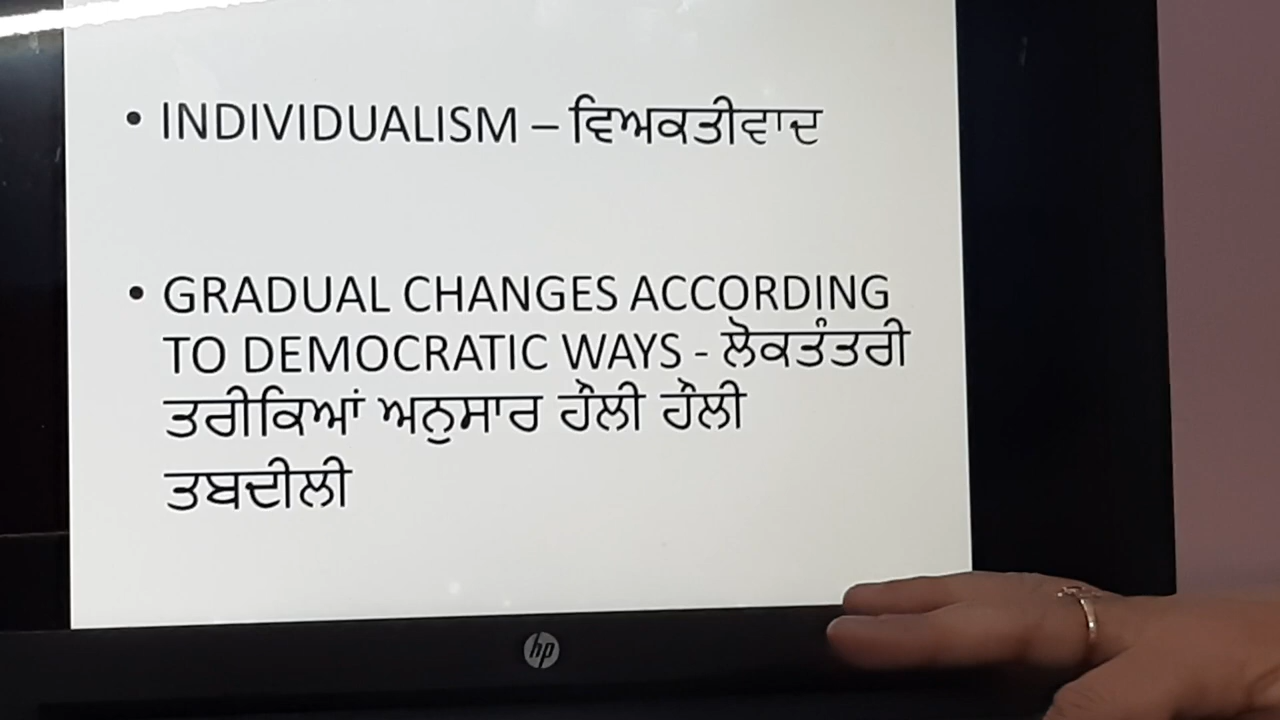 • INDIVIDUALISM – ਵਿਅਕਤੀਵਾਦ
• GRADUAL CHANGES ACCORDING
TO DEMOCRATIC WAYS - ਲੋਕਤੰਤਰੀ
ਤਰੀਕਿਆਂ ਅਨੁਸਾਰ ਹੌਲੀ ਹੌਲੀ
ਤਬਦੀਲੀ
hp